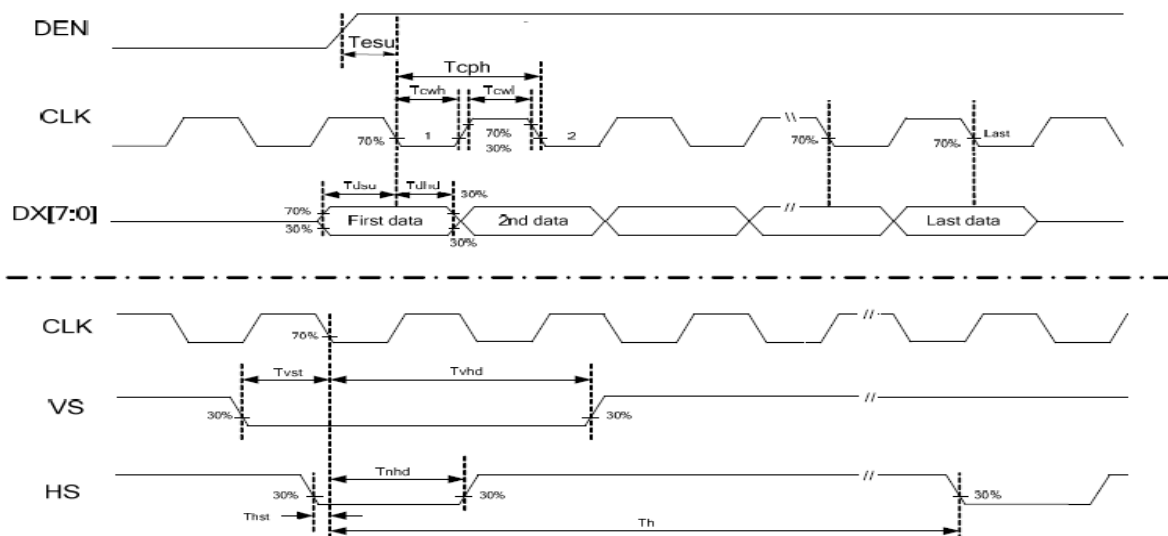 DEN
Tesu
Tcph
Tcwh Tcwl
CLK
70% 1 70% 30% 2 70% 70% Last
Tdsu Tdhd 30%
DX[7:0]
70% 30% First data 30% 2nd data Last data
CLK
70%
Tvst Tvhd
VS
30% 30%
Tnhd
HS
30% 30% 30%
Thst
Th